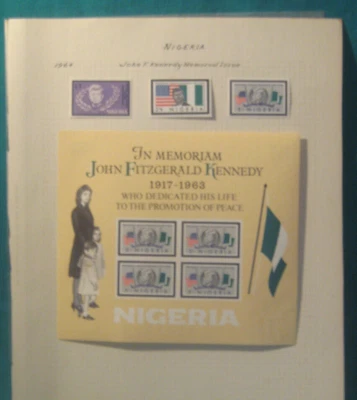 NIGERIA
1964 John F. Kennedy Memorial Issue
NIGERIA
IN MEMORIAM
JOHN FITZGERALD KENNEDY
1917-1963
WHO DEDICATED HIS LIFE
TO THE PROMOTION OF PEACE
NIGERIA